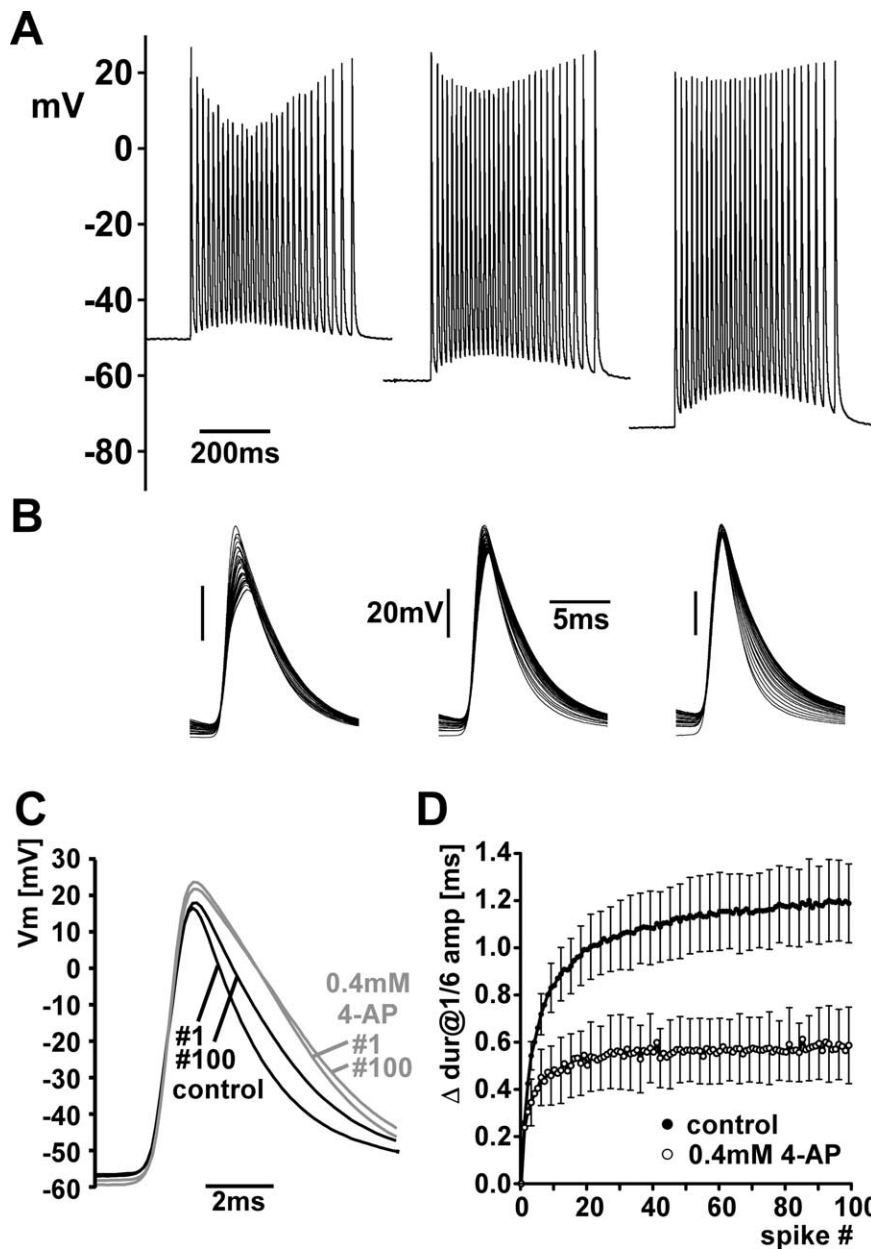 A
20
mV
0
-20
-40
-60
-80
200ms
B
20mV
5ms
C
Vm [mV]
30
20
10
0
-10
-20
-30
-40
-50
-60
#1
#100
control
0.4mM
4-AP
#1
#100
2ms
D
Δ dur@1/6 amp [ms]
1.4
1.2
1.0
0.8
0.6
0.4
0.2
0.0
control
0.4mM 4-AP
0 20 40 60 80 100
spike #